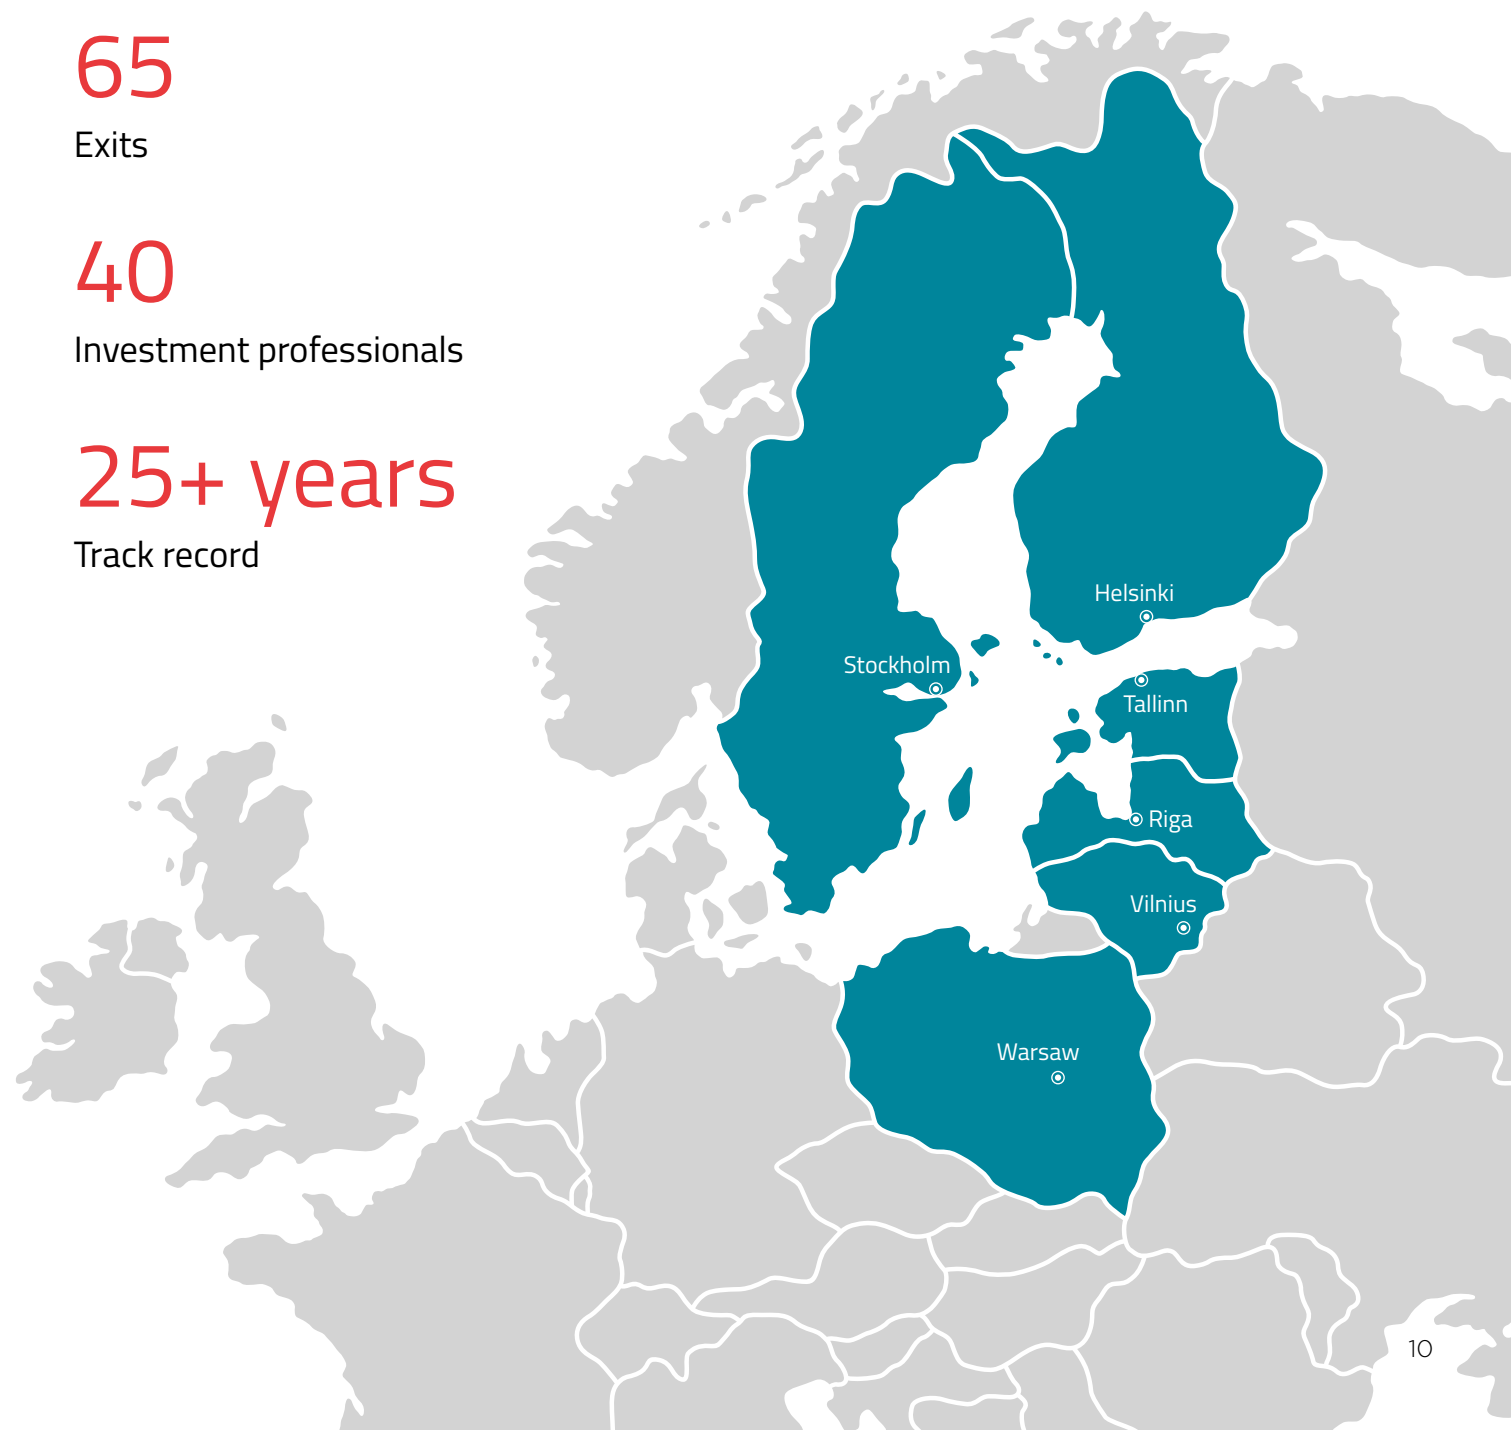 65
Exits
40
Investment professionals
25+ years
Track record
Helsinki
Stockholm
Tallinn
Riga
Vilnius
Warsaw
10